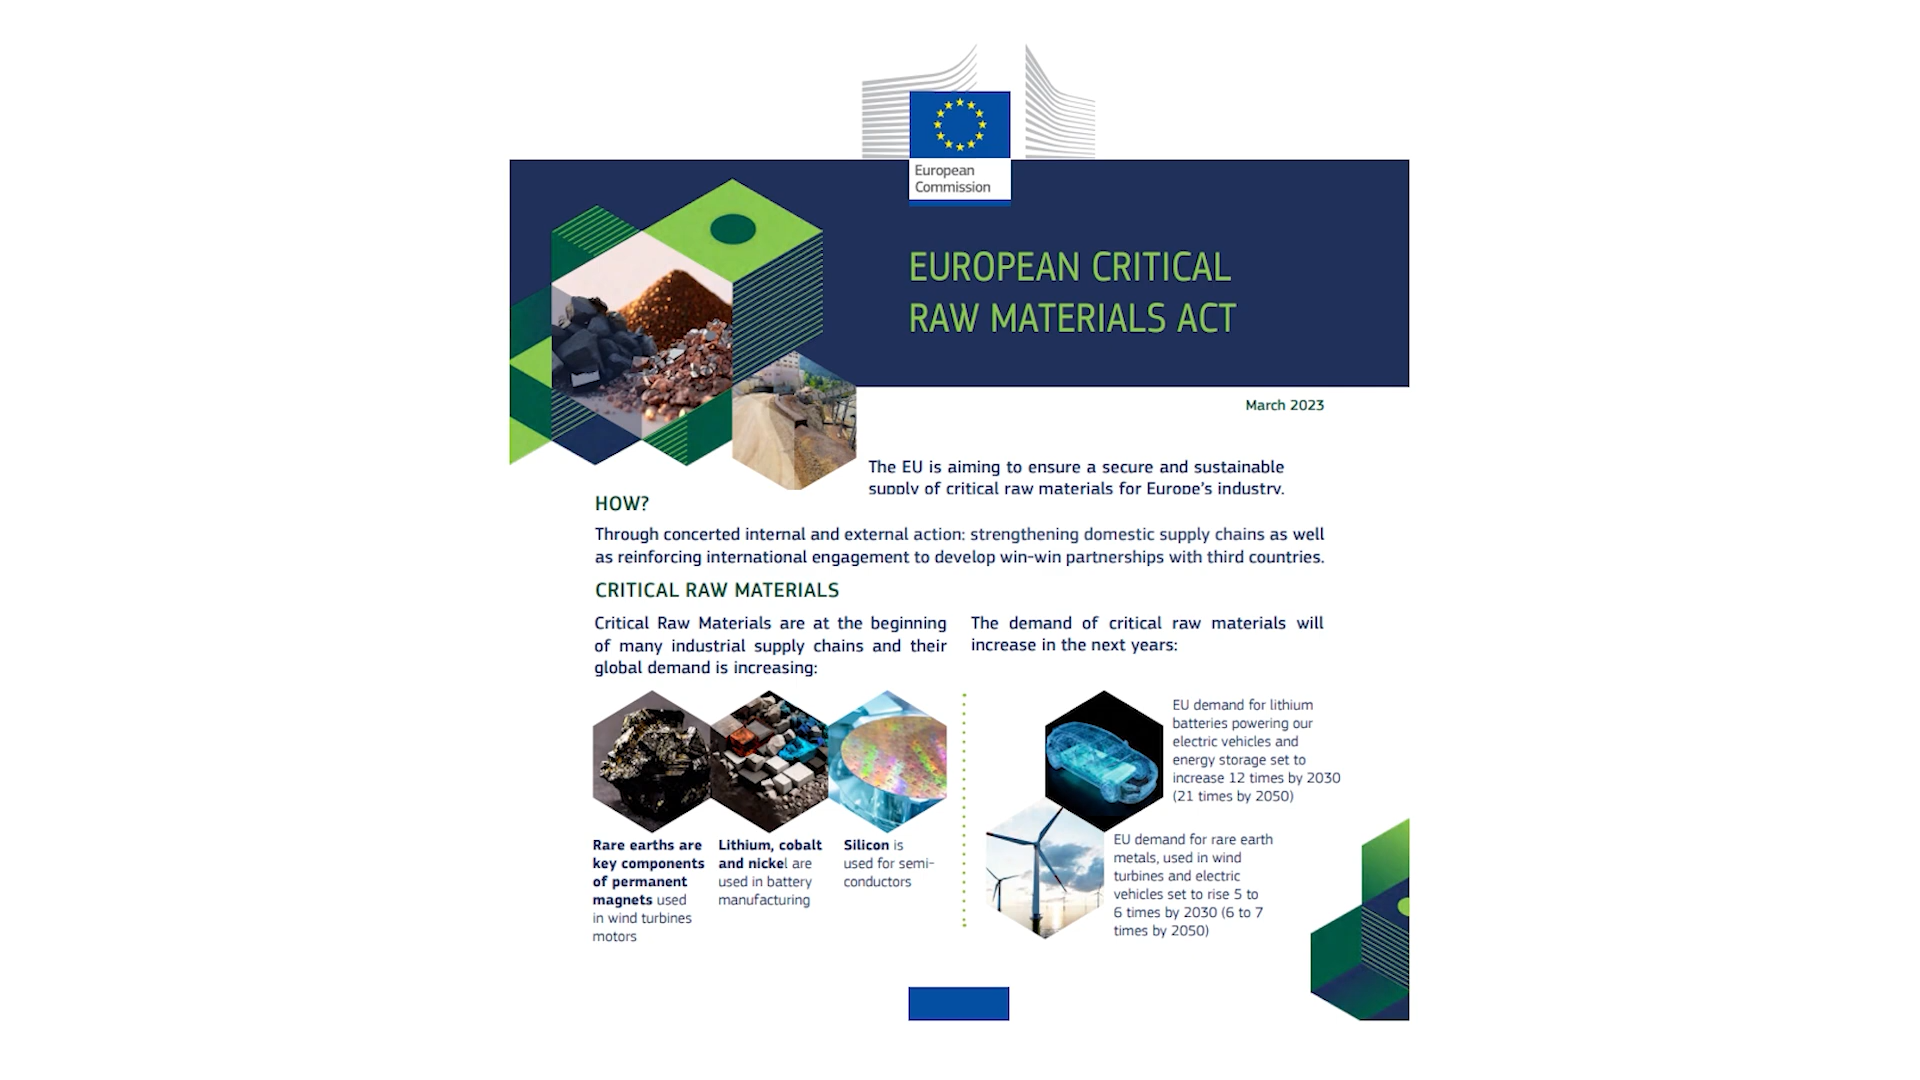 European
Commission
EUROPEAN CRITICAL
RAW MATERIALS ACT
March 2023
The EU is aiming to ensure a secure and sustainable
supply of critical raw materials for Europe's industry.
HOW?
Through concerted internal and external action: strengthening domestic supply chains as well
as reinforcing international engagement to develop win-win partnerships with third countries.
CRITICAL RAW MATERIALS
Critical Raw Materials are at the beginning
of many industrial supply chains and their
global demand is increasing:
Rare earths are
key components
of permanent
magnets used
in wind turbines
motors
Lithium, cobalt
and nickel are
used in battery
manufacturing
Silicon is
used for semi-
conductors
The demand of critical raw materials will
increase in the next years:
EU demand for lithium
batteries powering our
electric vehicles and
energy storage set to
increase 12 times by 2030
(21 times by 2050)
EU demand for rare earth
metals, used in wind
turbines and electric
vehicles set to rise 5 to
6 times by 2030 (6 to 7
times by 2050)